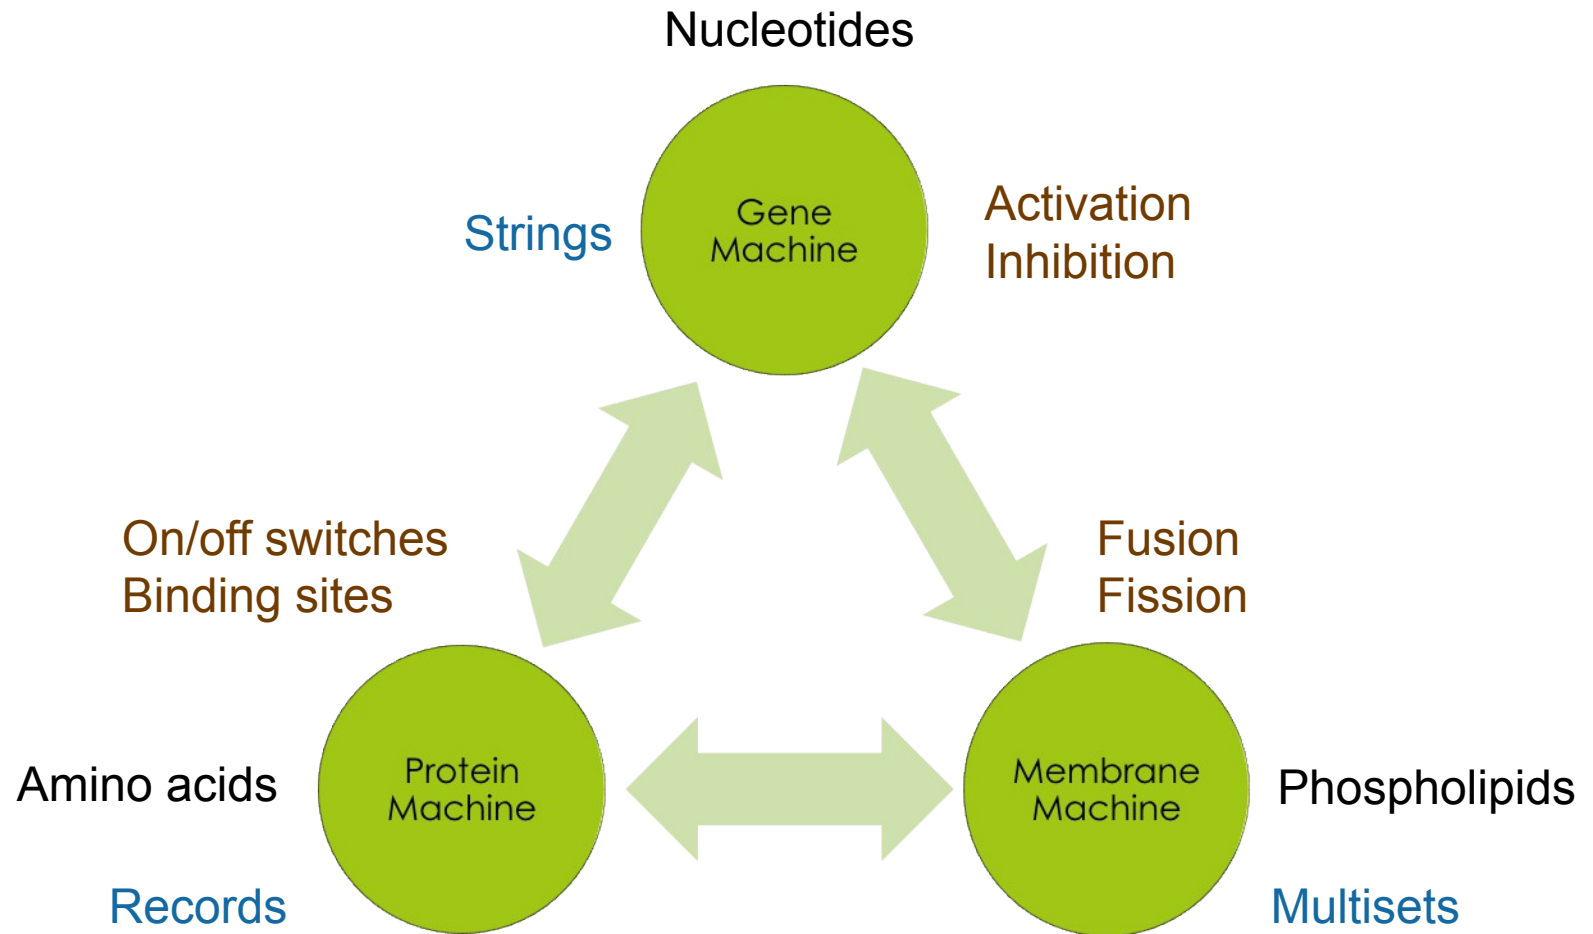 Nucleotides
Strings
Gene
Machine
Activation
Inhibition
On/off switches
Binding sites
Fusion
Fission
Amino acids
Protein
Machine
Membrane
Machine
Phospholipids
Records
Multisets